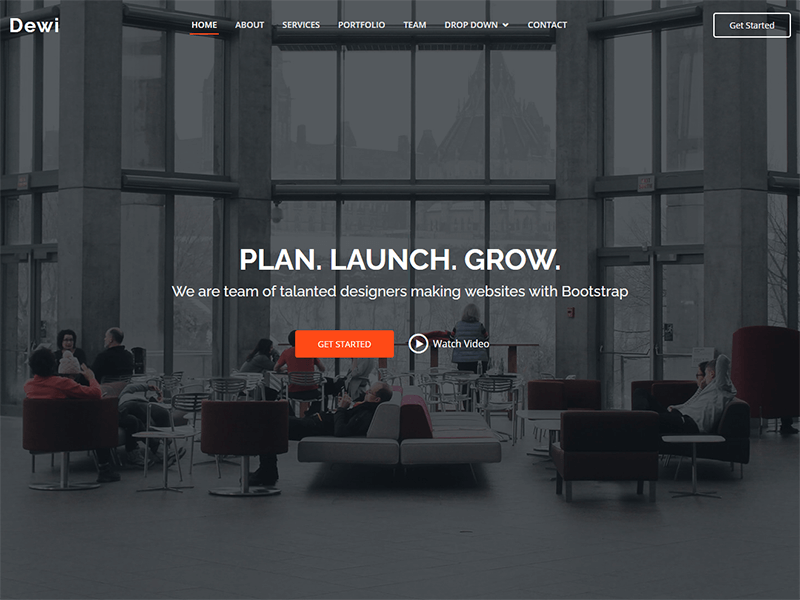 Dewi
HOME ABOUT SERVICES PORTFOLIO TEAM DROP DOWN CONTACT
Get Started
PLAN. LAUNCH. GROW.
We are team of talanted designers making websites with Bootstrap
GET STARTED
Watch Video